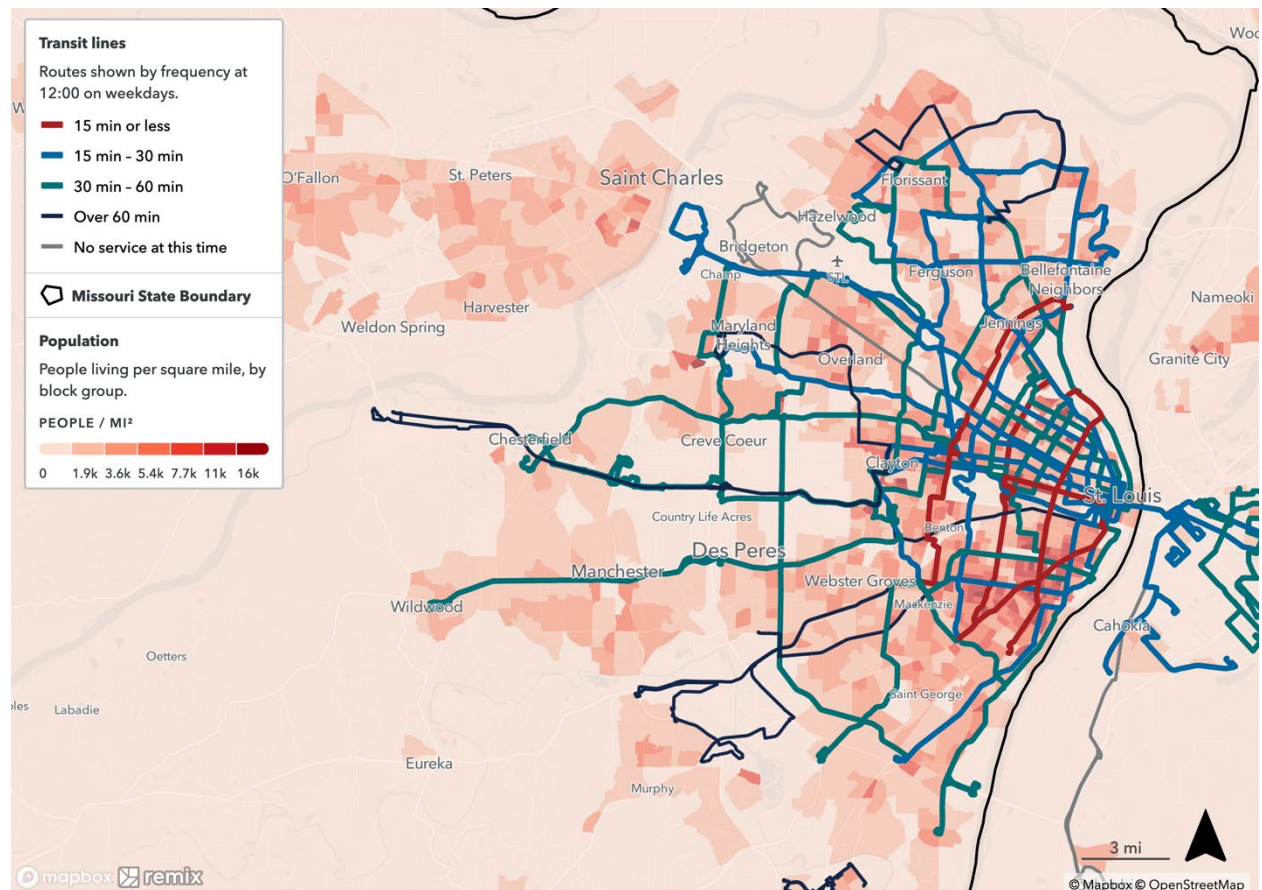 Transit lines
Routes shown by frequency at
12:00 on weekdays.
15 min or less
15 min – 30 min
30 min – 60 min
Over 60 min
No service at this time
Missouri State Boundary
Population
People living per square mile, by
block group.
PEOPLE / MI²
0 1.9k 3.6k 5.4k 7.7k 11k 16k
W
Woo
O'Fallon
St. Peters
Saint Charles
Florissant
Hazelwood
Bridgeton
Champ
STL
Ferguson
Bellefontaine
Neighbors
Nameoki
Harvester
Weldon Spring
Maryland
Heights
Jennings
Overland
Granite City
Chesterfield
Creve Coeur
Clayton
St. Louis
Country Life Acres
Benton
Des Peres
Manchester
Webster Groves
Mackenzie
Wildwood
Cahokia
Oetters
Saint George
Labadie
oles
Eureka
Murphy
3 mi
mapbox remix
© Mapbox © OpenStreetMap